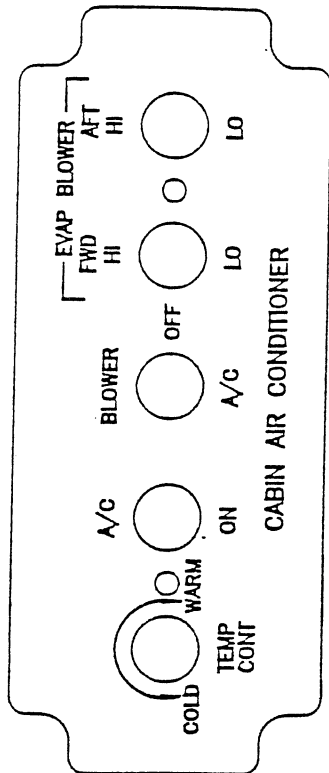 EVAP BLOWER
FWD
AFT
A/C
BLOWER
HI
HI
COLD
WARM
OFF
TEMP
CONT
ON
A/C
LO
LO
CABIN AIR CONDITIONER